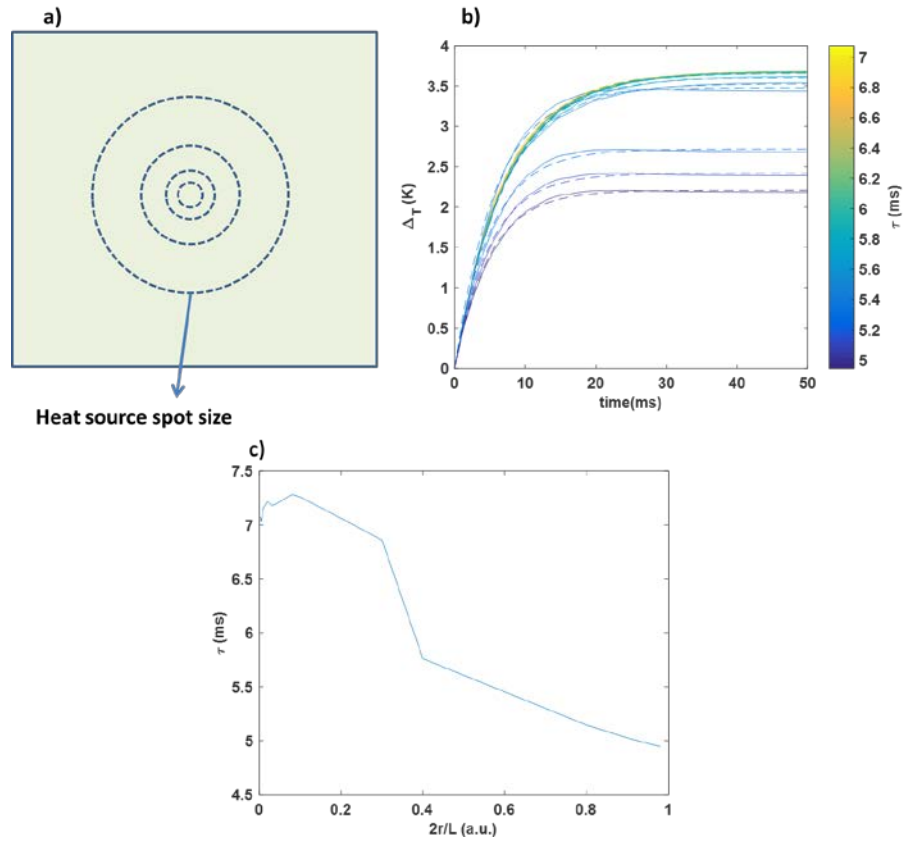 a)
Heat source spot size
b)
4
3.5
3
2.5
2
1.5
1
0.5
0
Δ_T (K)
0 10 20 30 40 50
time(ms)
7
6.8
6.6
6.4
6.2
6
5.8
5.6
5.4
5.2
5
τ (ms)
c)
7.5
7
6.5
6
5.5
5
4.5
τ (ms)
0 0.2 0.4 0.6 0.8 1
2r/L (a.u.)